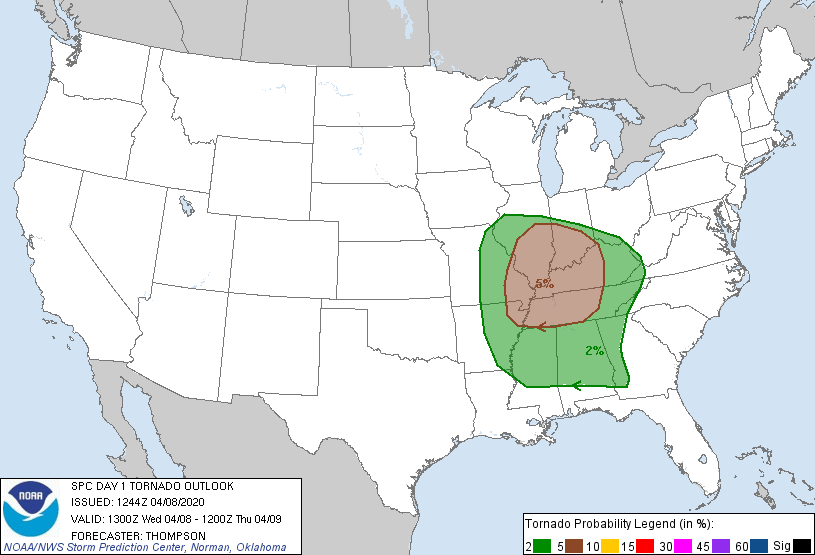 5%
2%
NOAA
SPC DAY 1 TORNADO OUTLOOK
ISSUED: 1244Z 04/08/2020
VALID: 1300Z Wed 04/08 - 1200Z Thu 04/09
FORECASTER: THOMPSON
NOAA/NWS Storm Prediction Center, Norman, Oklahoma
Tornado Probability Legend (in %):
2 5 10 15 30 45 60 Sig